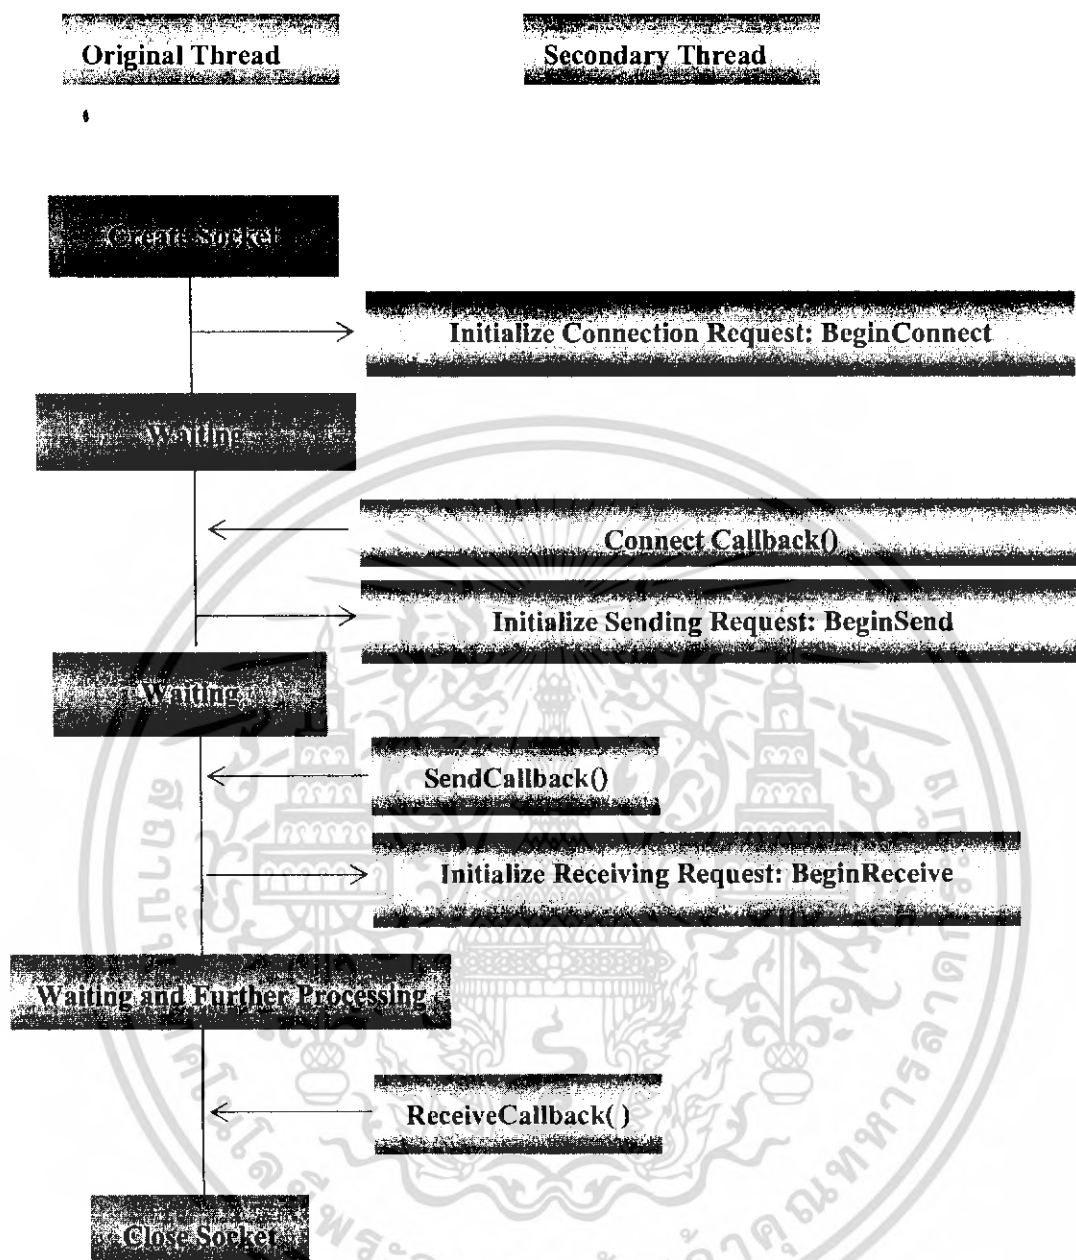 Original Thread
Secondary Thread
Create Socket
Initialize Connection Request: BeginConnect
Waiting
Connect Callback()
Initialize Sending Request: BeginSend
Waiting
SendCallback()
Initialize Receiving Request: BeginReceive
Waiting and Further Processing
ReceiveCallback( )
Close Socket